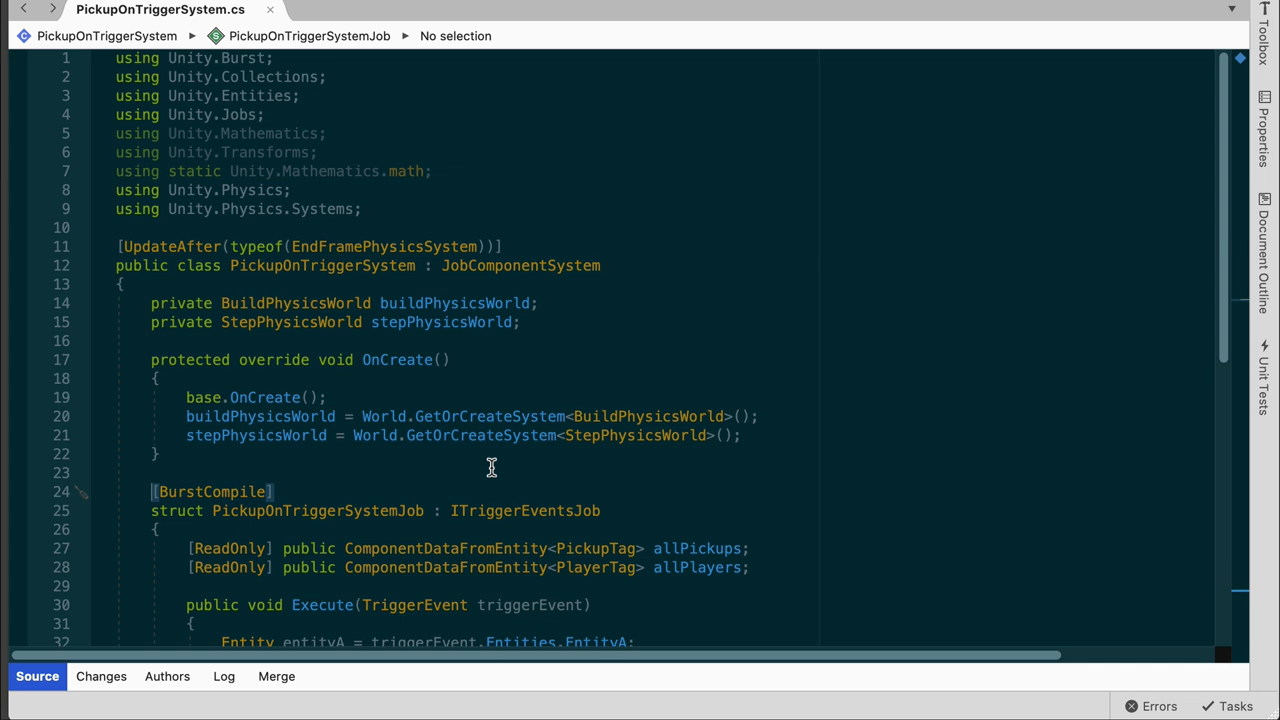 PickupOnTriggerSystem.cs ×
PickupOnTriggerSystem ▸ PickupOnTriggerSystemJob ▸ No selection
1 using Unity.Burst;
2 using Unity.Collections;
3 using Unity.Entities;
4 using Unity.Jobs;
5 using Unity.Mathematics;
6 using Unity.Transforms;
7 using static Unity.Mathematics.math;
8 using Unity.Physics;
9 using Unity.Physics.Systems;
10
11 [UpdateAfter(typeof(EndFramePhysicsSystem))]
12 public class PickupOnTriggerSystem : JobComponentSystem
13 {
14 private BuildPhysicsWorld buildPhysicsWorld;
15 private StepPhysicsWorld stepPhysicsWorld;
16
17 protected override void OnCreate()
18 {
19 base.OnCreate();
20 buildPhysicsWorld = World.GetOrCreateSystem<BuildPhysicsWorld>();
21 stepPhysicsWorld = World.GetOrCreateSystem<StepPhysicsWorld>();
22 }
23
24 [BurstCompile]
25 struct PickupOnTriggerSystemJob : ITriggerEventsJob
26 {
27 [ReadOnly] public ComponentDataFromEntity<PickupTag> allPickups;
28 [ReadOnly] public ComponentDataFromEntity<PlayerTag> allPlayers;
29
30 public void Execute(TriggerEvent triggerEvent)
31 {
32 Entity entityA = triggerEvent.Entities.EntityA;
Source Changes Authors Log Merge
Errors Tasks
Toolbox
Properties
Document Outline
Unit Tests